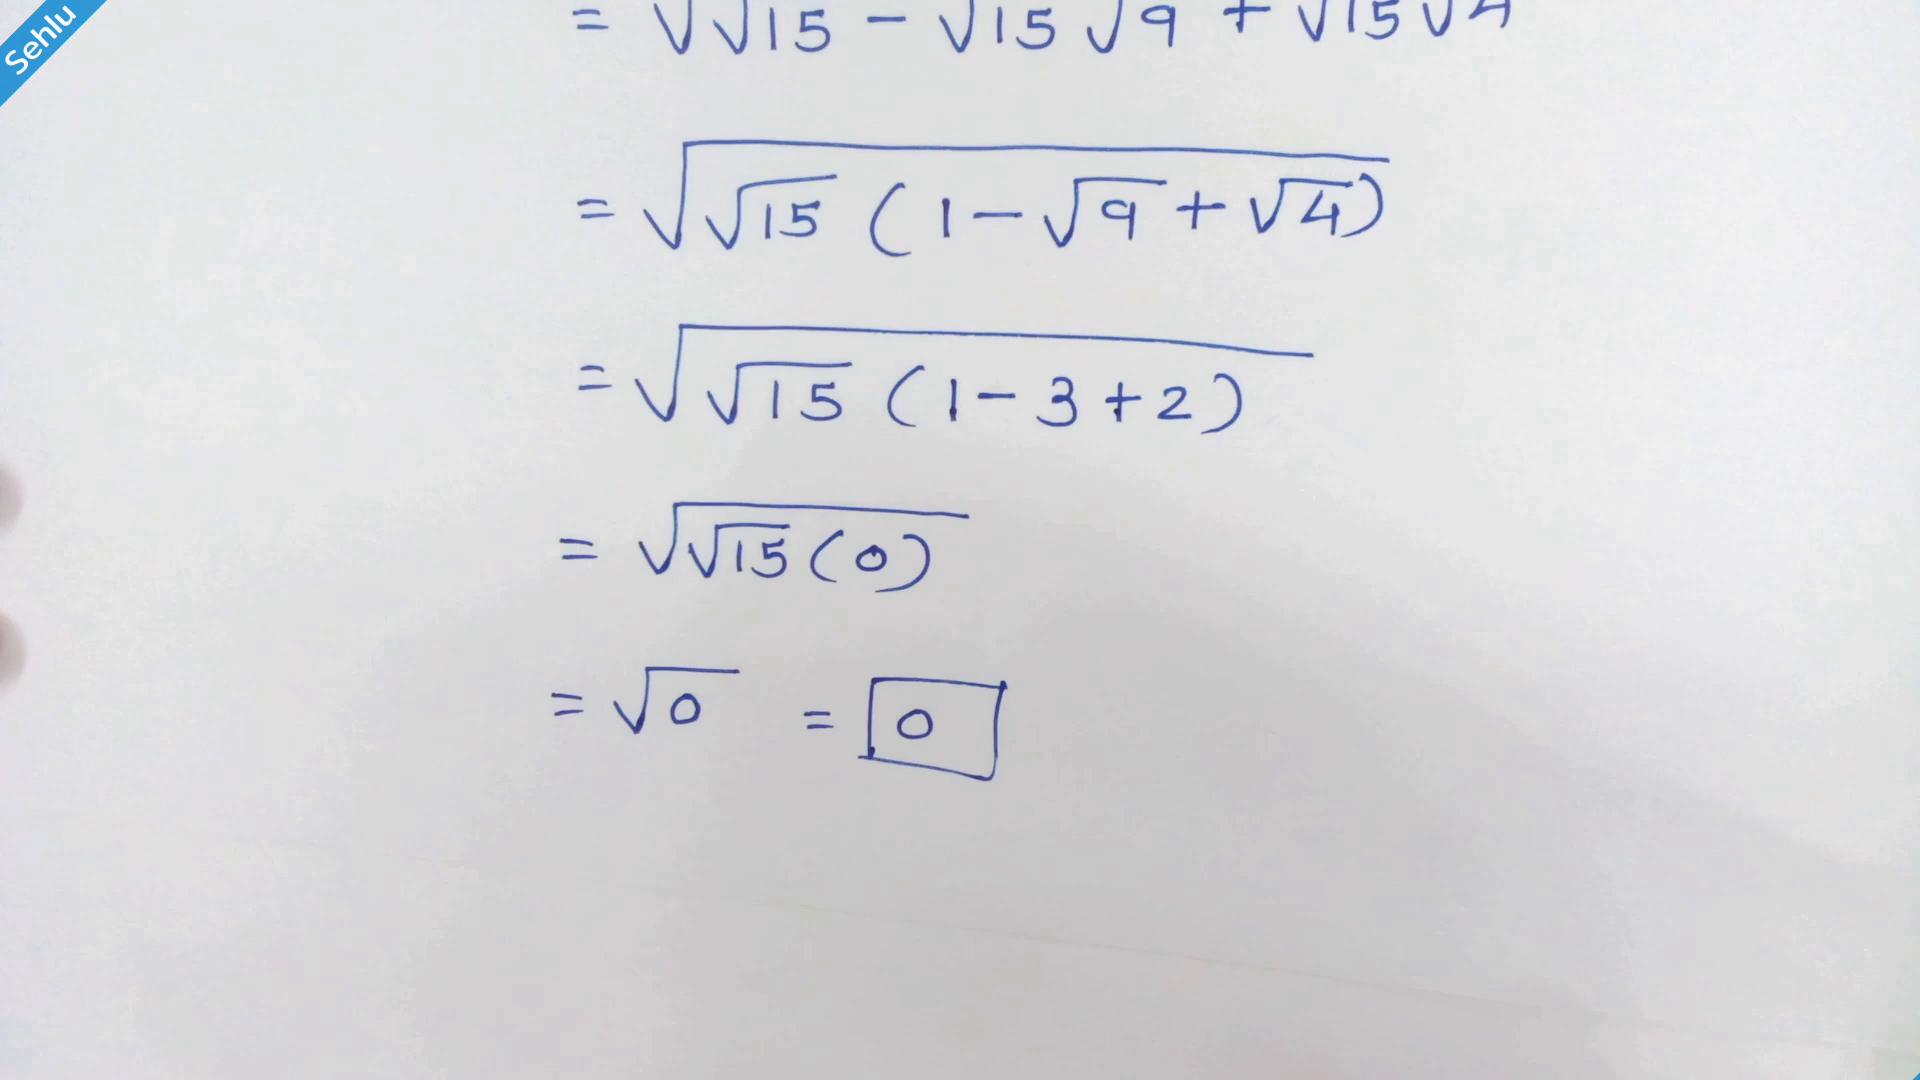 Sehlu
= √√15 - √15 √9 + √15 √4
= √√15 (1-√9 + √4)
= √√15 (1-3+2)
= √√15 (0)
= √0 = 0